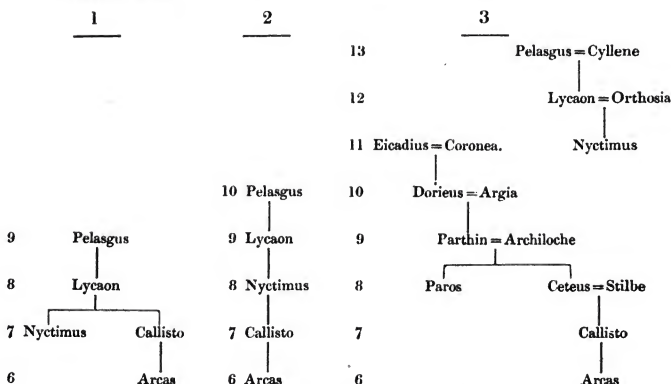 1 2 3
13 Pelasgus = Cyllene
12 Lycaon = Orthosia
11 Eicadius = Coronea. Nyctimus
10 Pelasgus 10 Dorieus = Argia
9 Pelasgus 9 Lycaon 9 Parthin = Archiloche
8 Lycaon 8 Nyctimus 8 Paros Ceteus = Stilbe
7 Nyctimus Callisto 7 Callisto 7 Callisto
6 Arcas 6 Arcas 6 Arcas